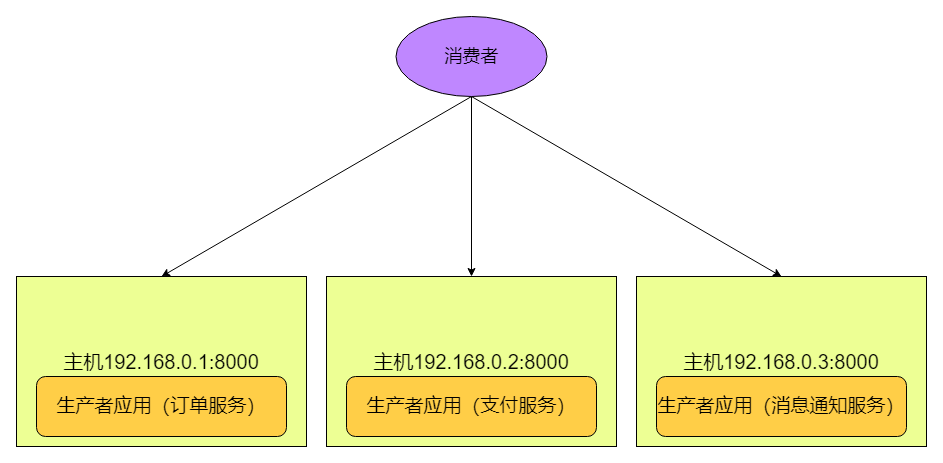 消费者
主机192.168.0.1:8000
生产者应用（订单服务）
主机192.168.0.2:8000
生产者应用（支付服务）
主机192.168.0.3:8000
生产者应用（消息通知服务）